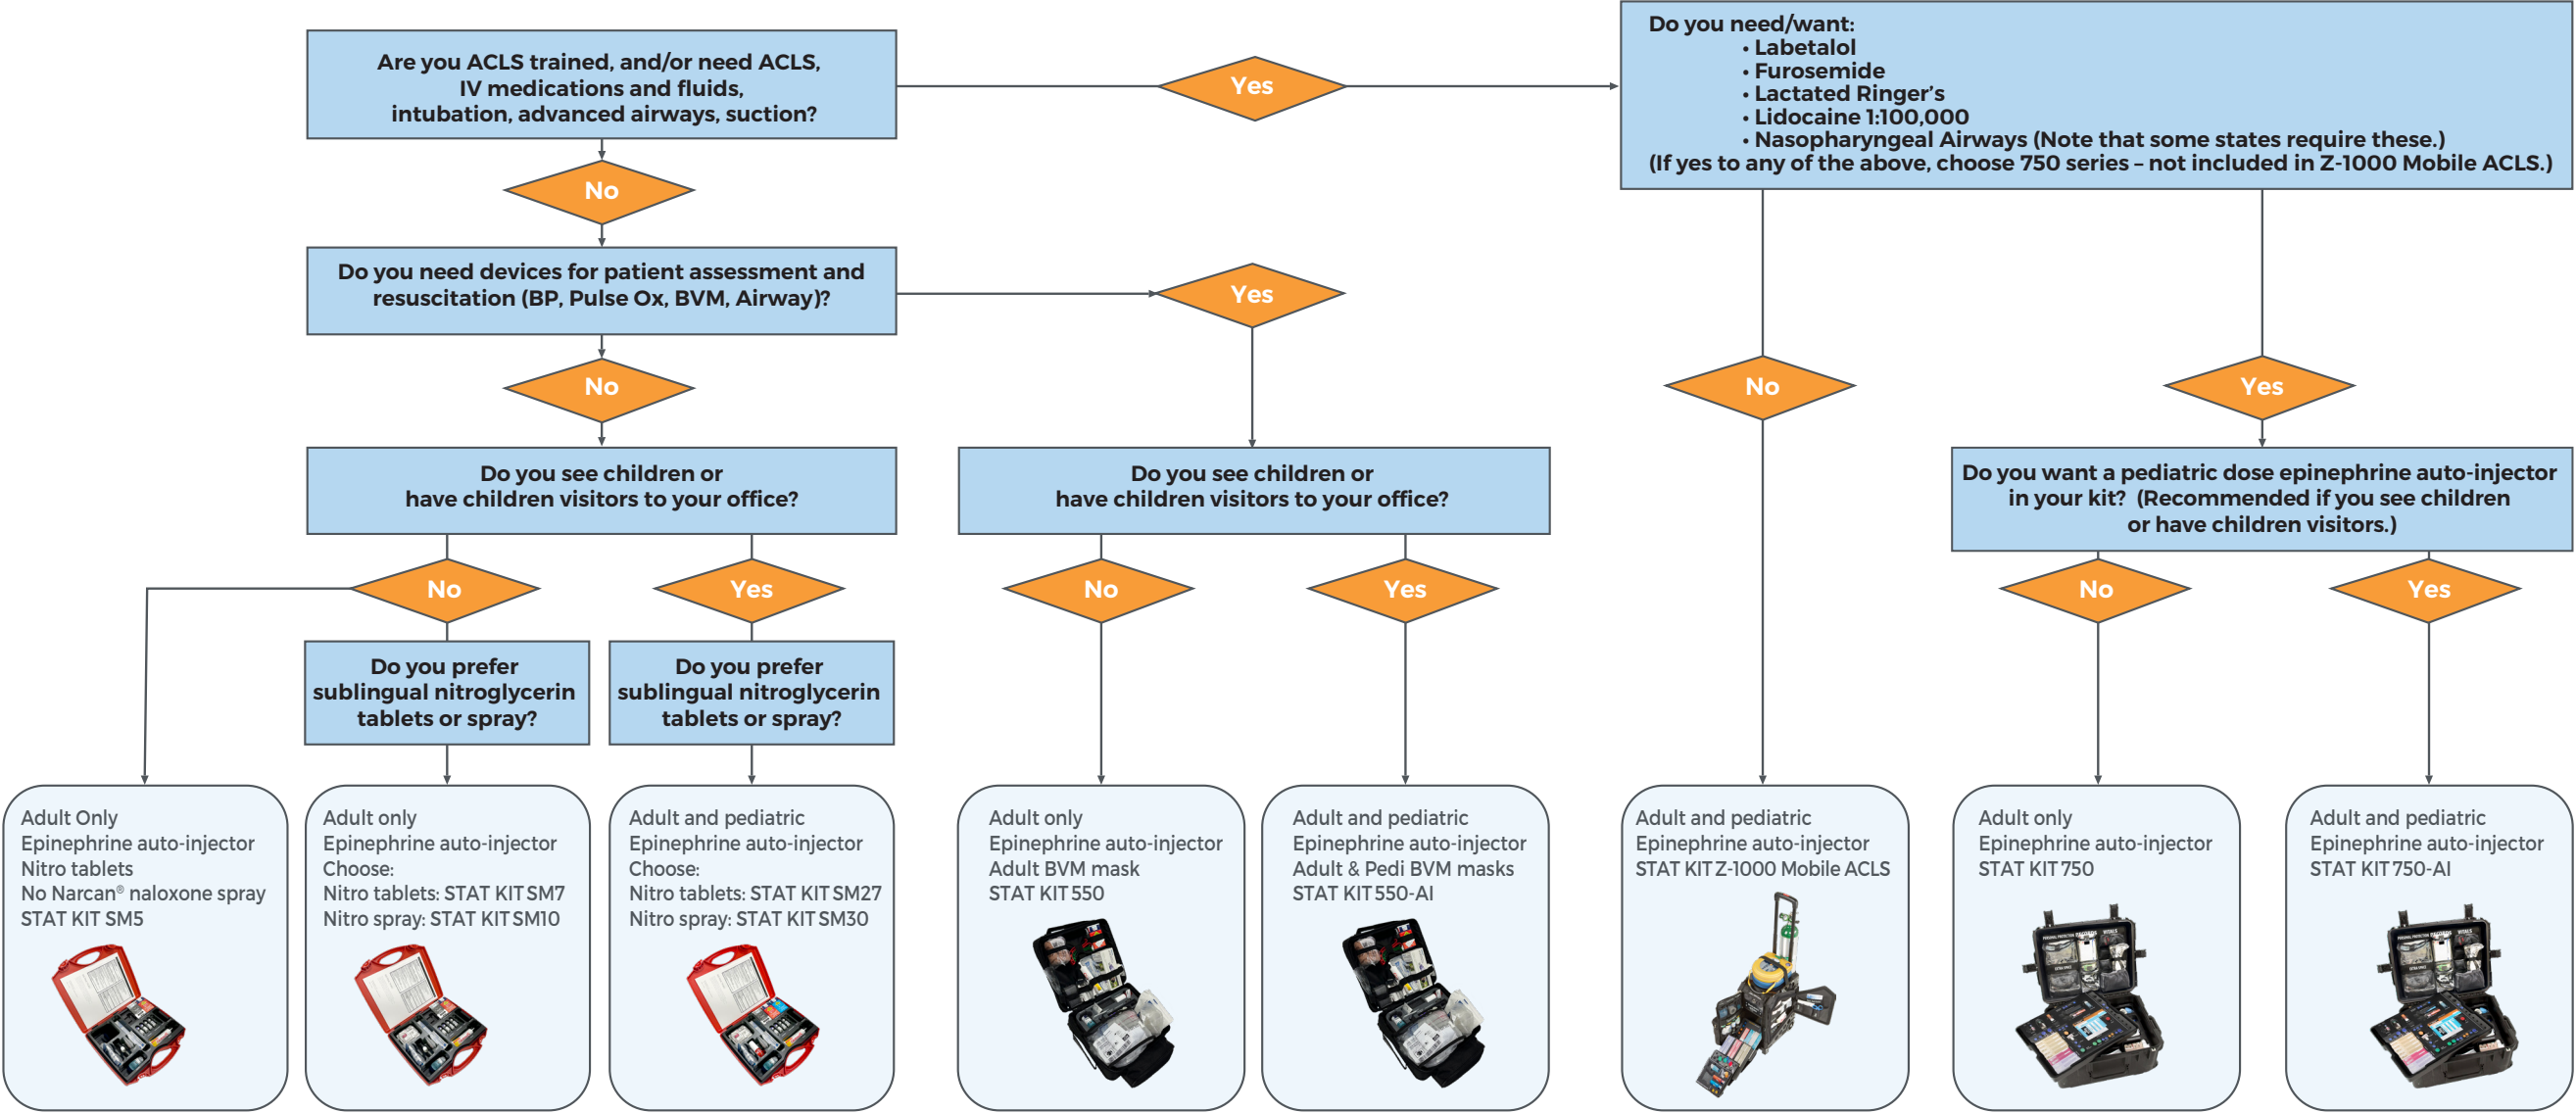 Are you ACLS trained, and/or need ACLS,
IV medications and fluids,
intubation, advanced airways, suction?
Yes
Do you need/want:
• Labetalol
• Furosemide
• Lactated Ringer's
• Lidocaine 1:100,000
• Nasopharyngeal Airways (Note that some states require these.)
(If yes to any of the above, choose 750 series – not included in Z-1000 Mobile ACLS.)
No
Do you need devices for patient assessment and
resuscitation (BP, Pulse Ox, BVM, Airway)?
Yes
No
No
Yes
Do you see children or
have children visitors to your office?
Do you see children or
have children visitors to your office?
Do you want a pediatric dose epinephrine auto-injector
in your kit? (Recommended if you see children
or have children visitors.)
No
Yes
No
Yes
No
Yes
Do you prefer
sublingual nitroglycerin
tablets or spray?
Do you prefer
sublingual nitroglycerin
tablets or spray?
Adult Only
Epinephrine auto-injector
Nitro tablets
No Narcan® naloxone spray
STAT KIT SM5
Adult only
Epinephrine auto-injector
Choose:
Nitro tablets: STAT KIT SM7
Nitro spray: STAT KIT SM10
Adult and pediatric
Epinephrine auto-injector
Choose:
Nitro tablets: STAT KIT SM27
Nitro spray: STAT KIT SM30
Adult only
Epinephrine auto-injector
Adult BVM mask
STAT KIT 550
Adult and pediatric
Epinephrine auto-injector
Adult & Pedi BVM masks
STAT KIT 550-AI
Adult and pediatric
Epinephrine auto-injector
STAT KIT Z-1000 Mobile ACLS
Adult only
Epinephrine auto-injector
STAT KIT 750
Adult and pediatric
Epinephrine auto-injector
STAT KIT 750-AI